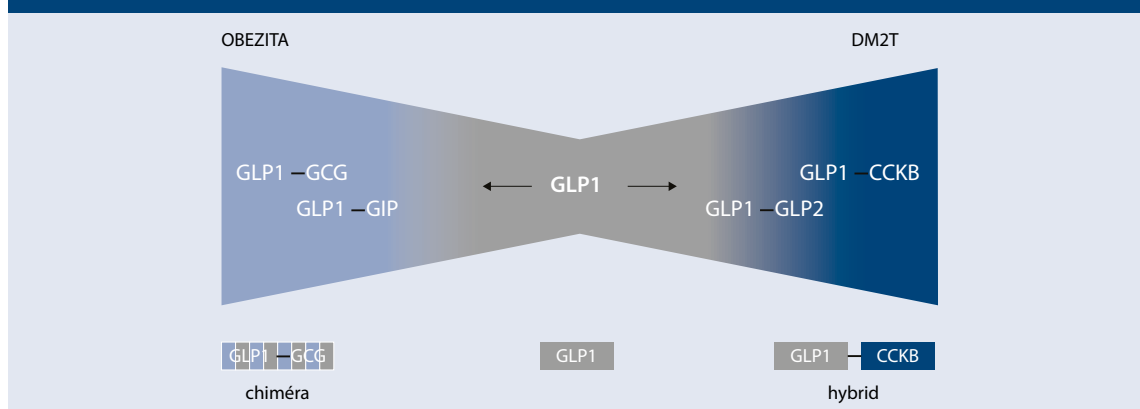 OBEZITA DM2T
GLP1 – GCG GLP1 – CCKB
GLP1
GLP1 – GIP GLP1 – GLP2
GLP1 – GCG GLP1 GLP1 – CCKB
chiméra hybrid